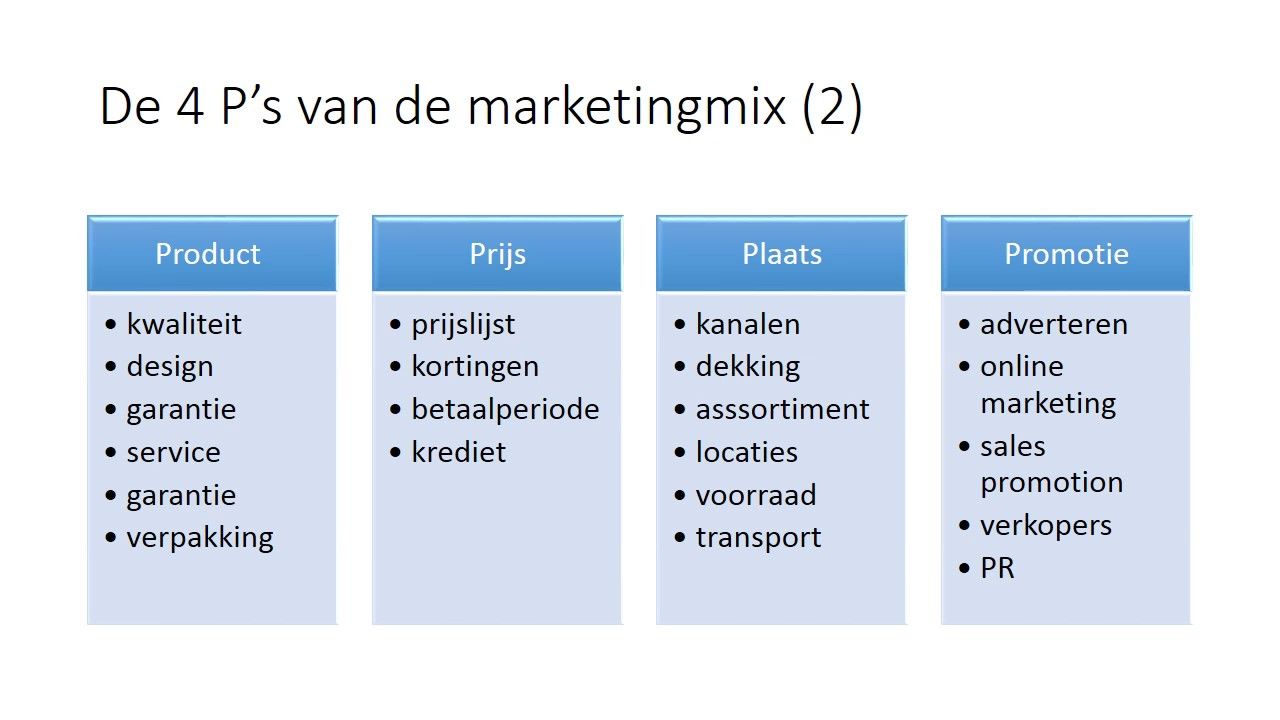 De 4 P’s van de marketingmix (2)
Product
• kwaliteit
• design
• garantie
• service
• garantie
• verpakking
Prijs
• prijslijst
• kortingen
• betaalperiode
• krediet
Plaats
• kanalen
• dekking
• asssortiment
• locaties
• voorraad
• transport
Promotie
• adverteren
• online
marketing
• sales
promotion
• verkopers
• PR